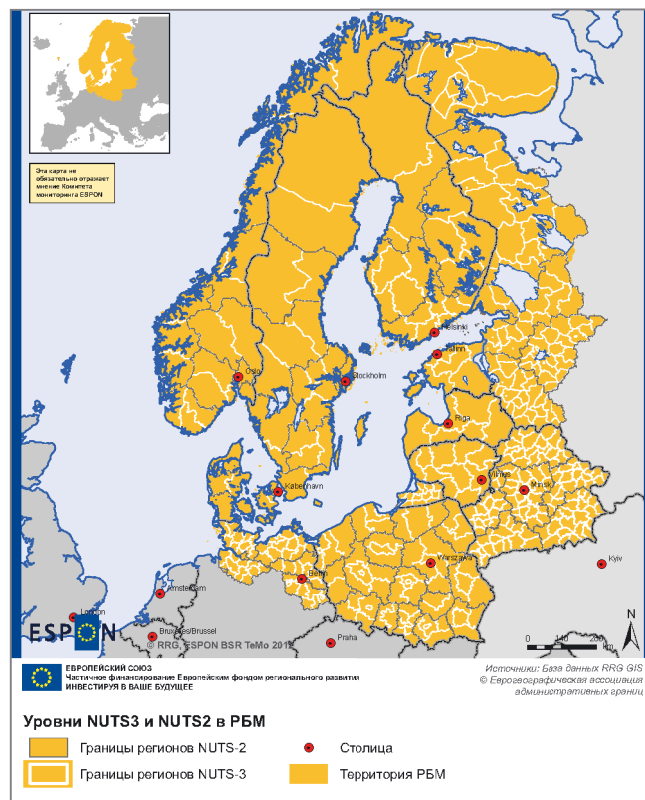 Эта карта не
обязательно отражает
мнение Комитета
мониторинга ESPON
Helsinki
Tallinn
Oslo
Stockholm
Riga
København
Vilnius
Minsk
Warszawa
Kyiv
Berlin
Amsterdam
London
ESPON
Bruxelles/Brussel
Praha
N
© RRG, ESPON BSR TeMo 2012
0 140 280
km
ЕВРОПЕЙСКИЙ СОЮЗ
Частичное финансирование Европейским фондом регионального развития
ИНВЕСТИРУЯ В ВАШЕ БУДУЩЕЕ
Источники: База данных RRG GIS
© Еврогеографическая ассоциация
административных границ
Уровни NUTS3 и NUTS2 в РБМ
Границы регионов NUTS-2
Столица
Границы регионов NUTS-3
Территория РБМ